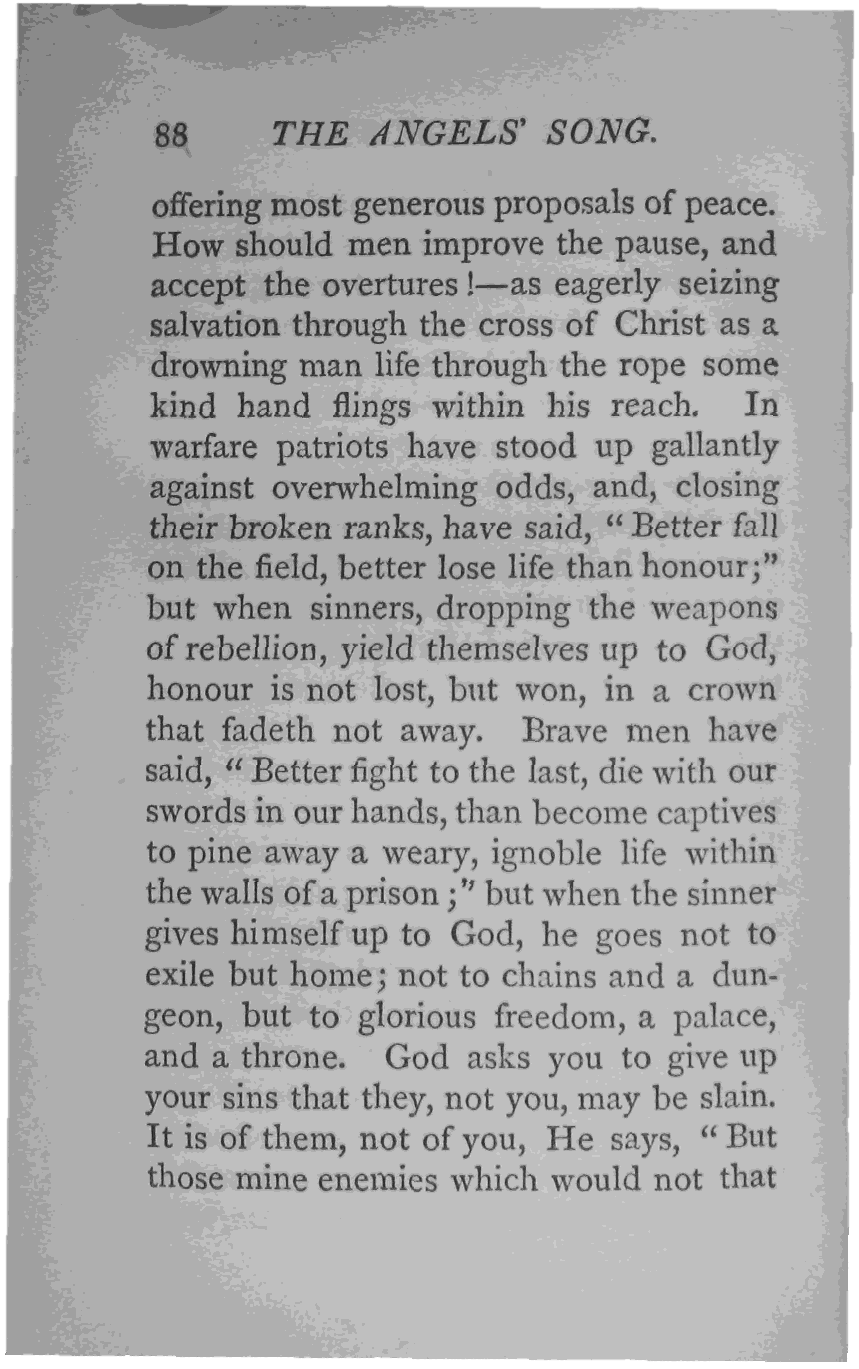 88 THE ANGELS' SONG.
offering most generous proposals of peace.
How should men improve the pause, and
accept the overtures !—as eagerly seizing
salvation through the cross of Christ as a
drowning man life through the rope some
kind hand flings within his reach. In
warfare patriots have stood up gallantly
against overwhelming odds, and, closing
their broken ranks, have said, “ Better fall
on the field, better lose life than honour;”
but when sinners, dropping the weapons
of rebellion, yield themselves up to God,
honour is not lost, but won, in a crown
that fadeth not away. Brave men have
said, “ Better fight to the last, die with our
swords in our hands, than become captives
to pine away a weary, ignoble life within
the walls of a prison ;” but when the sinner
gives himself up to God, he goes not to
exile but home; not to chains and a dun-
geon, but to glorious freedom, a palace,
and a throne. God asks you to give up
your sins that they, not you, may be slain.
It is of them, not of you, He says, “ But
those mine enemies which would not that